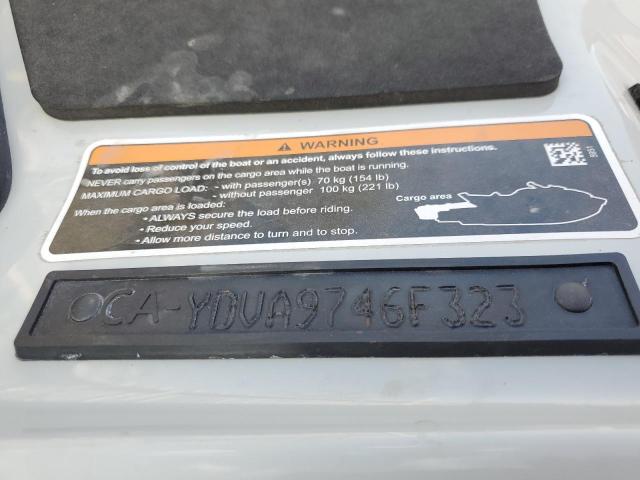 WARNING
To avoid loss of control of the boat or an accident, always follow these instructions.
NEVER carry passengers on the cargo area while the boat is running.
MAXIMUM CARGO LOAD: - with passenger(s) 70 kg (154 lb)
- without passenger 100 kg (221 lb)
When the cargo area is loaded:
• ALWAYS secure the load before riding.
• Reduce your speed.
• Allow more distance to turn and to stop.
Cargo area
5051
CA-YDVA9746F323